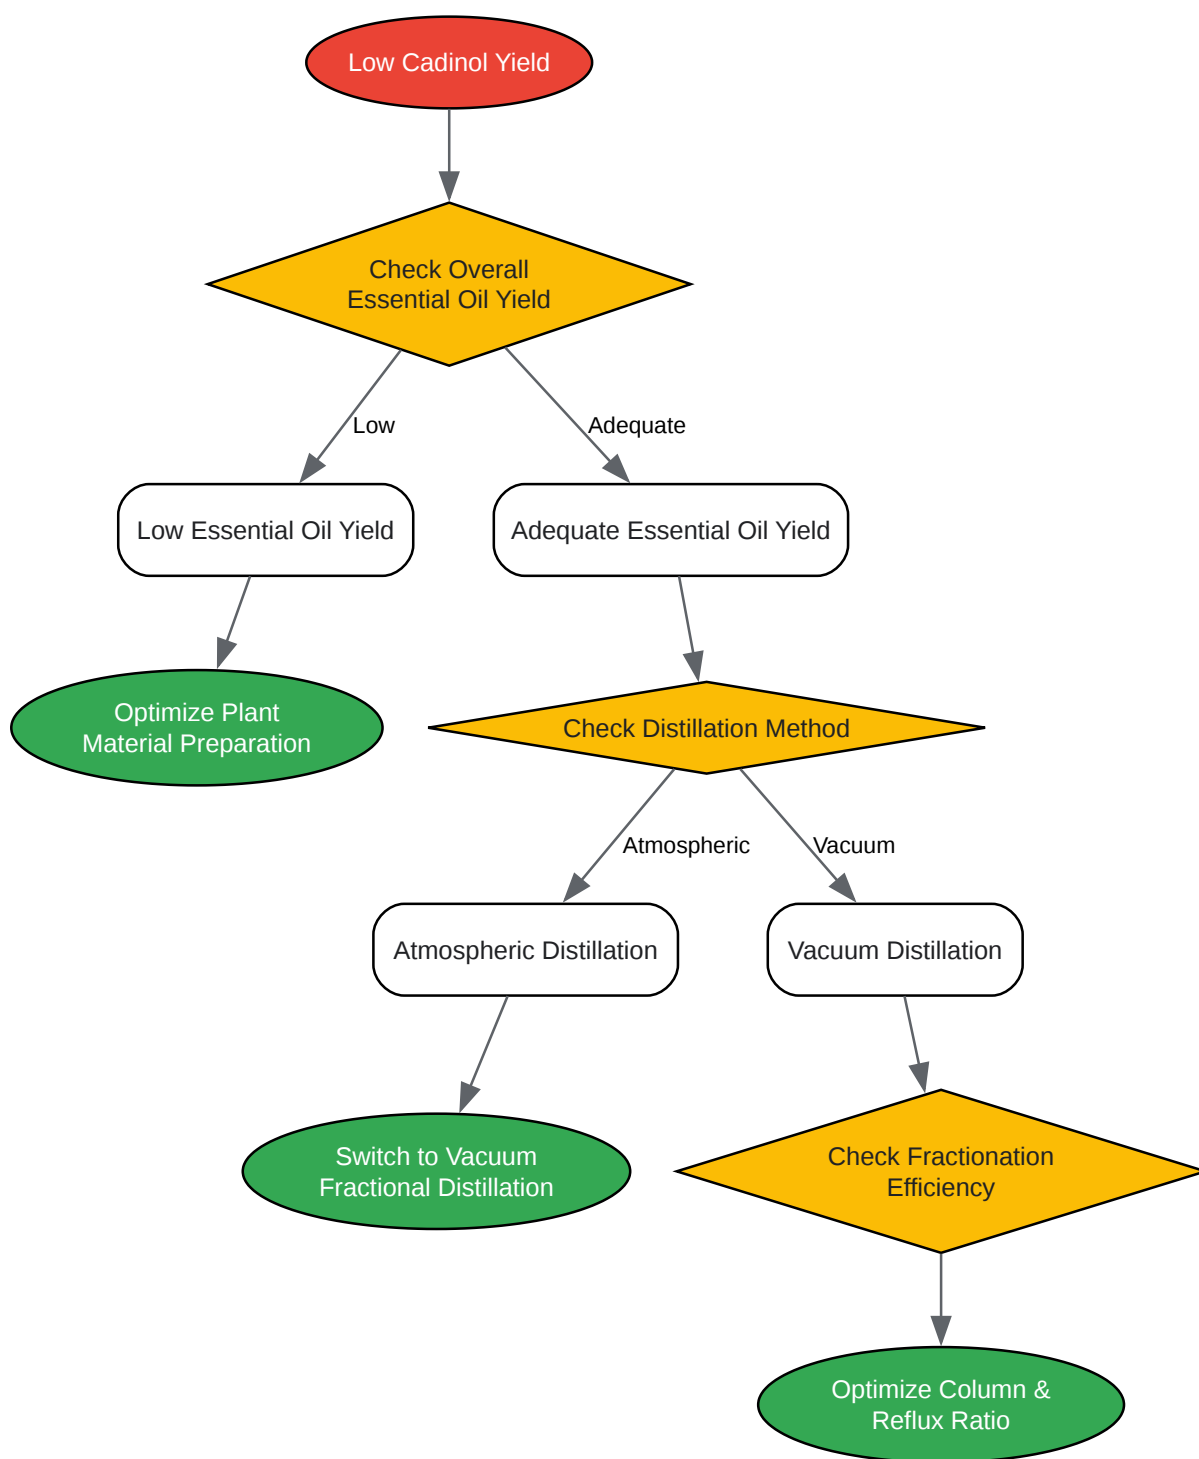 Low Cadinol Yield
Check Overall
Essential Oil Yield
Low
Adequate
Low Essential Oil Yield
Adequate Essential Oil Yield
Optimize Plant
Material Preparation
Check Distillation Method
Atmospheric
Vacuum
Atmospheric Distillation
Vacuum Distillation
Switch to Vacuum
Fractional Distillation
Check Fractionation
Efficiency
Optimize Column &
Reflux Ratio